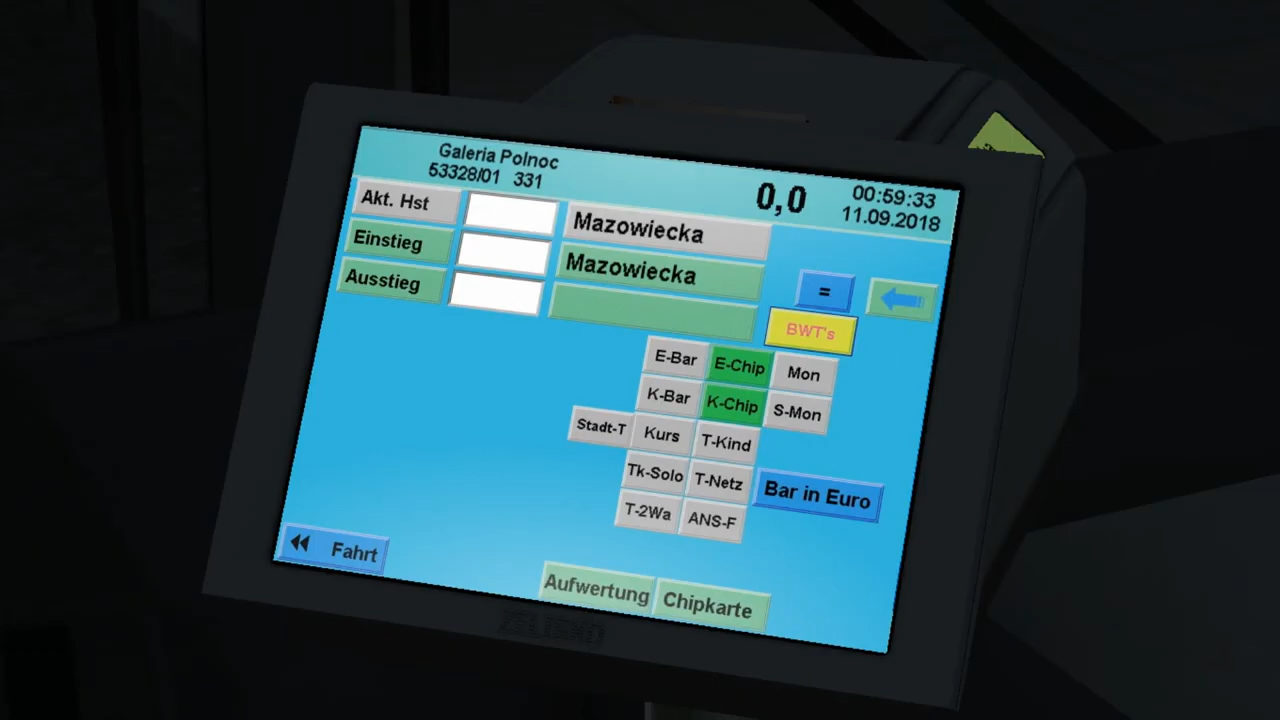 Galeria Polnoc
53328/01 331
0,0
00:59:33
11.09.2018
Akt. Hst
Mazowiecka
Einstieg
Mazowiecka
Ausstieg
=
BWT's
E-Bar E-Chip Mon
K-Bar K-Chip S-Mon
Stadt-T Kurs T-Kind
Tk-Solo T-Netz
Bar in Euro
T-2Wa ANS-F
Fahrt
Aufwertung Chipkarte